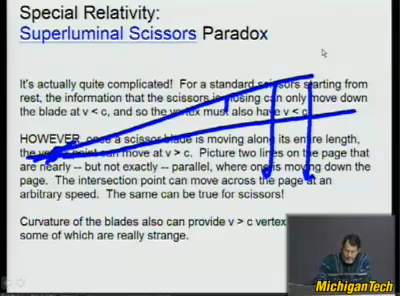 Special Relativity:
Superluminal Scissors Paradox
It's actually quite complicated! For a standard scissors starting from
rest, the information that the scissors is closing can only move down
the blade at v < c, and so the vertex must also have v < c.
HOWEVER, once a scissor blade is moving along its entire length,
the point can move at v > c. Picture two lines on the page that
are nearly -- but not exactly -- parallel, where one is moving down the
page. The intersection point can move across the page at an
arbitrary speed. The same can be true for scissors!
Curvature of the blades also can provide v > c vertex
some of which are really strange.
MichiganTech